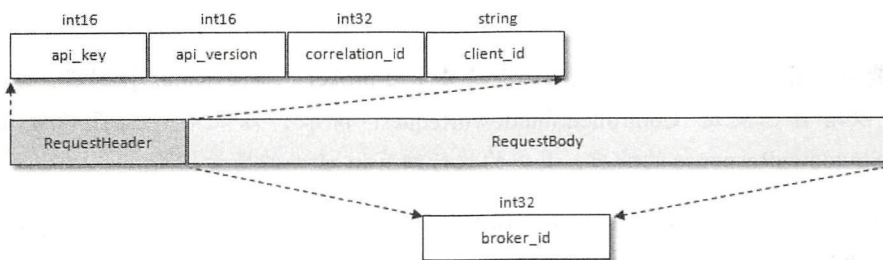 int16 int16 int32 string
api_key api_version correlation_id client_id
RequestHeader RequestBody
int32
broker_id